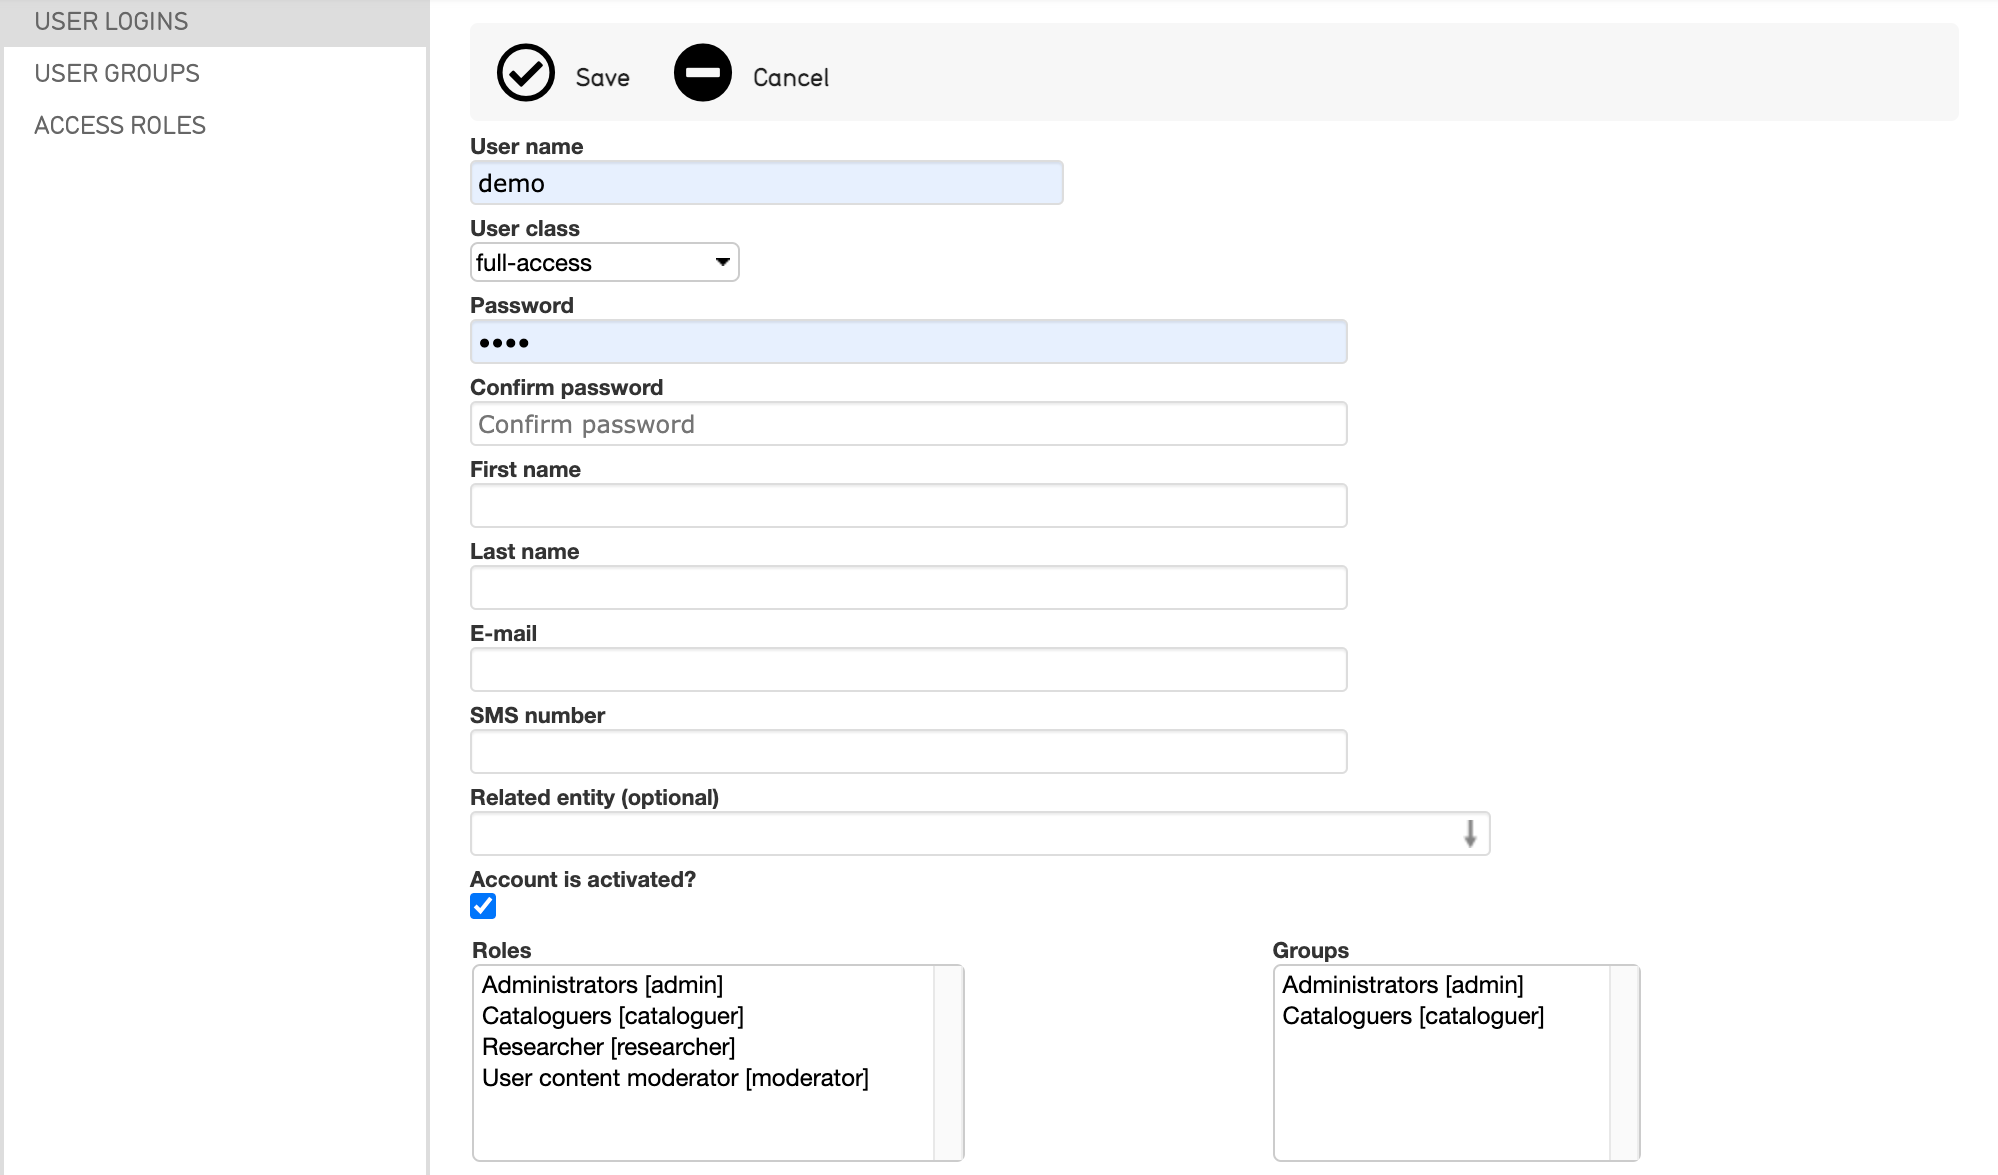 USER LOGINS
USER GROUPS
ACCESS ROLES
Save Cancel
User name
demo
User class
full-access
Password
••••
Confirm password
Confirm password
First name
Last name
E-mail
SMS number
Related entity (optional)
Account is activated?
Roles
Administrators [admin]
Cataloguers [cataloguer]
Researcher [researcher]
User content moderator [moderator]
Groups
Administrators [admin]
Cataloguers [cataloguer]